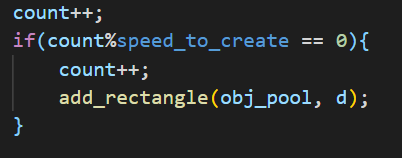 count++;
if(count%speed_to_create == 0){
    count++;
    add_rectangle(obj_pool, d);
}